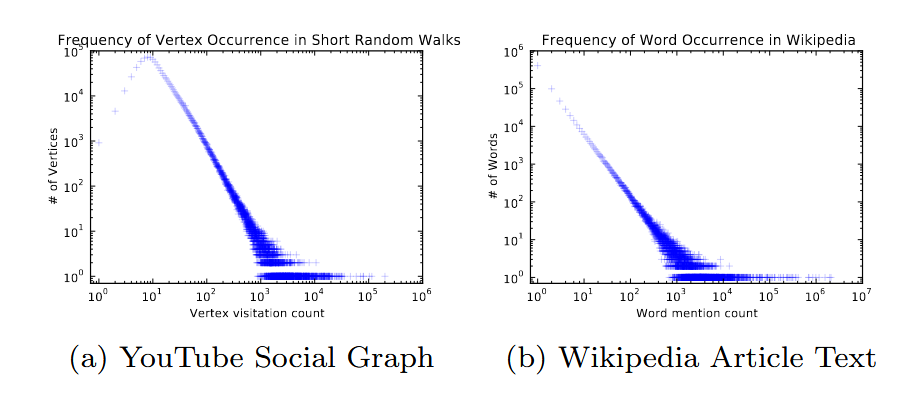 Frequency of Vertex Occurrence in Short Random Walks
10^5
10^4
10^3
10^2
10^1
10^0
# of Vertices
10^0 10^1 10^2 10^3 10^4 10^5 10^6
Vertex visitation count
(a) YouTube Social Graph
Frequency of Word Occurrence in Wikipedia
10^6
10^5
10^4
10^3
10^2
10^1
10^0
# of Words
10^0 10^1 10^2 10^3 10^4 10^5 10^6 10^7
Word mention count
(b) Wikipedia Article Text